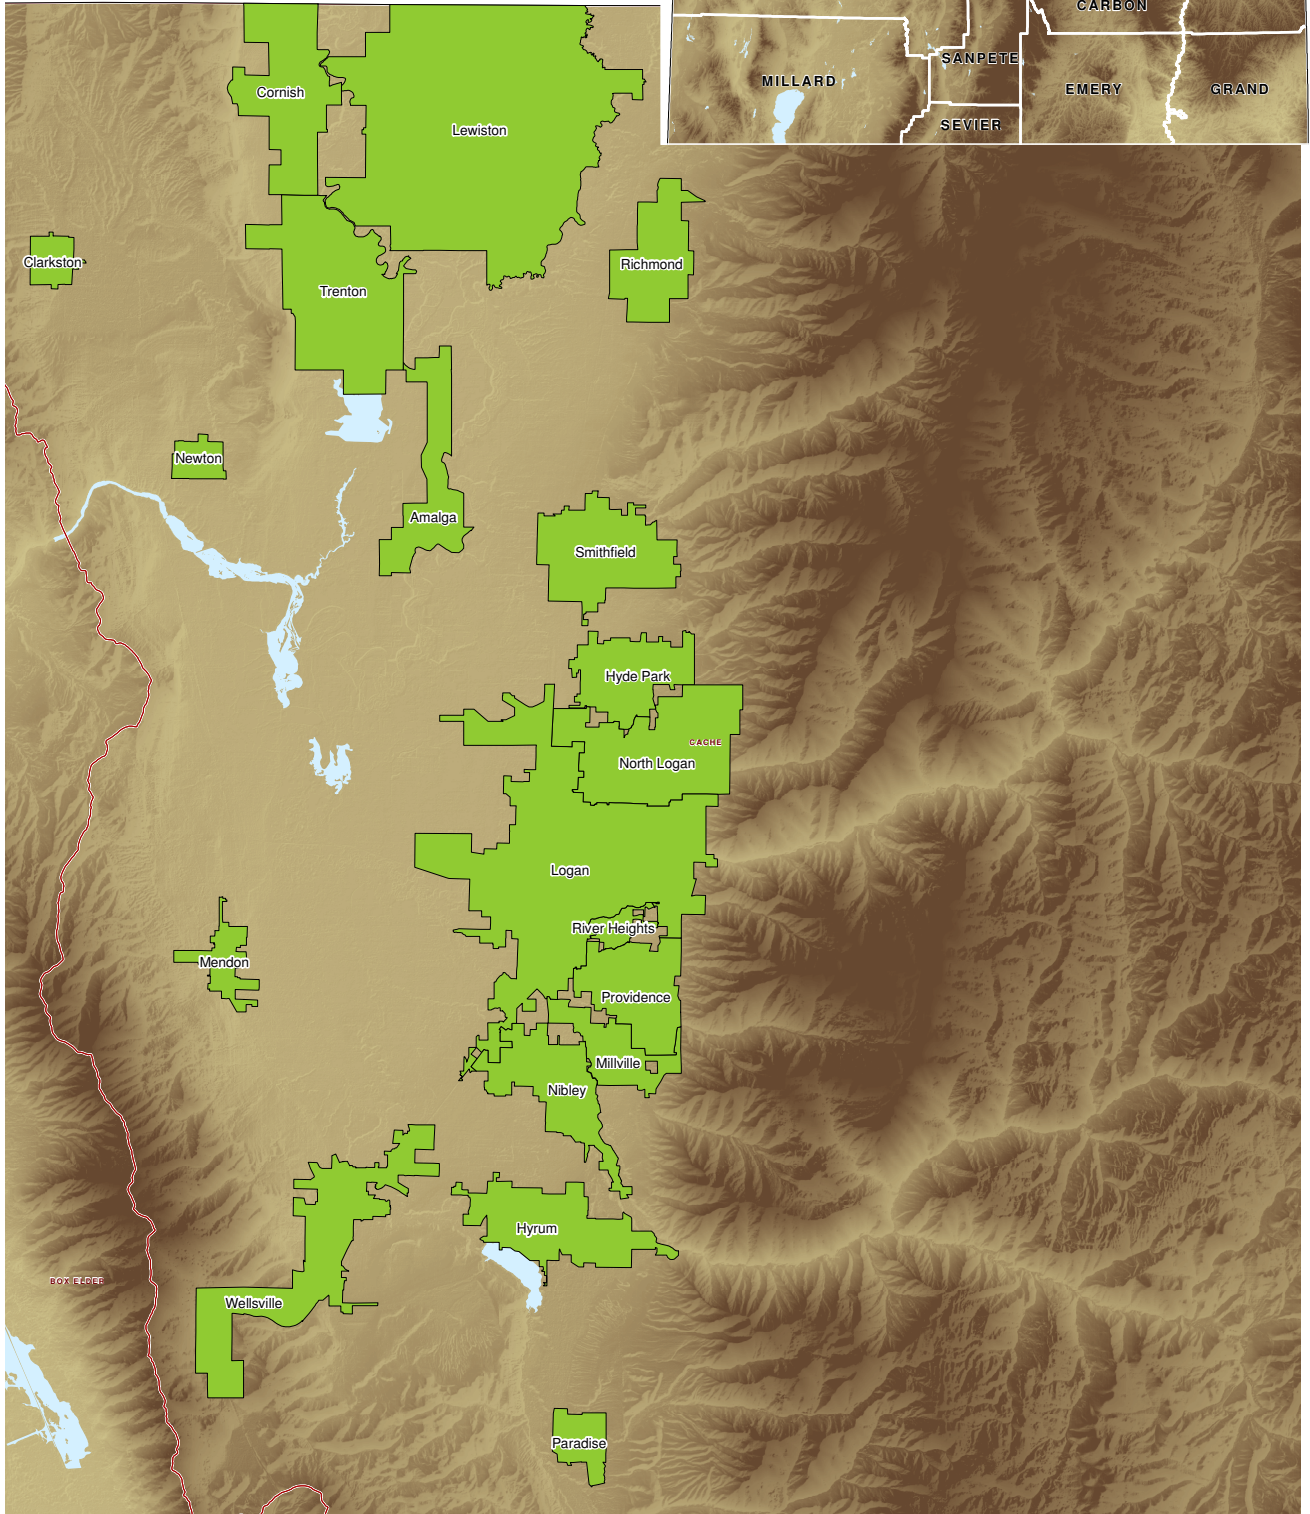 CARBON
SANPETE
MILLARD
EMERY
GRAND
SEVIER
Cornish
Lewiston
Clarkston
Richmond
Trenton
Newton
Amalga
Smithfield
Hyde Park
CACHE
North Logan
Logan
River Heights
Mendon
Providence
Millville
Nibley
Hyrum
BOX ELDER
Wellsville
Paradise